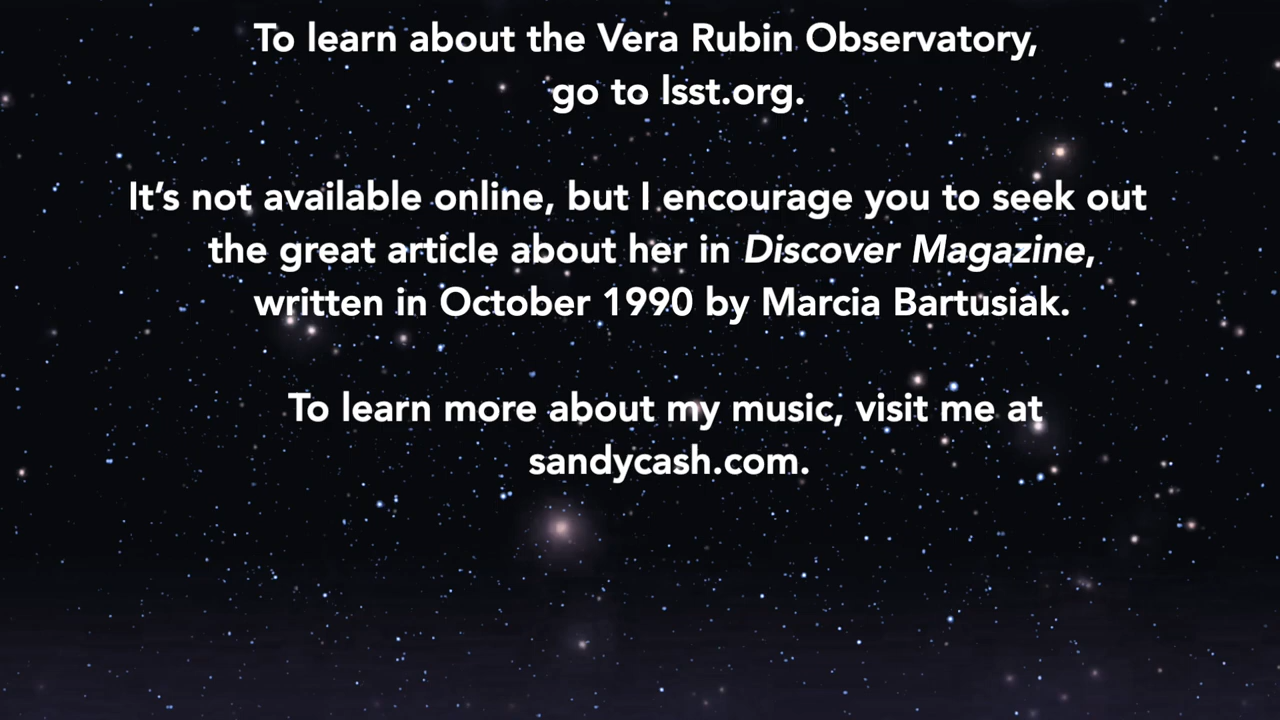 To learn about the Vera Rubin Observatory,
go to lsst.org.
It's not available online, but I encourage you to seek out
the great article about her in Discover Magazine,
written in October 1990 by Marcia Bartusiak.
To learn more about my music, visit me at
sandycash.com.